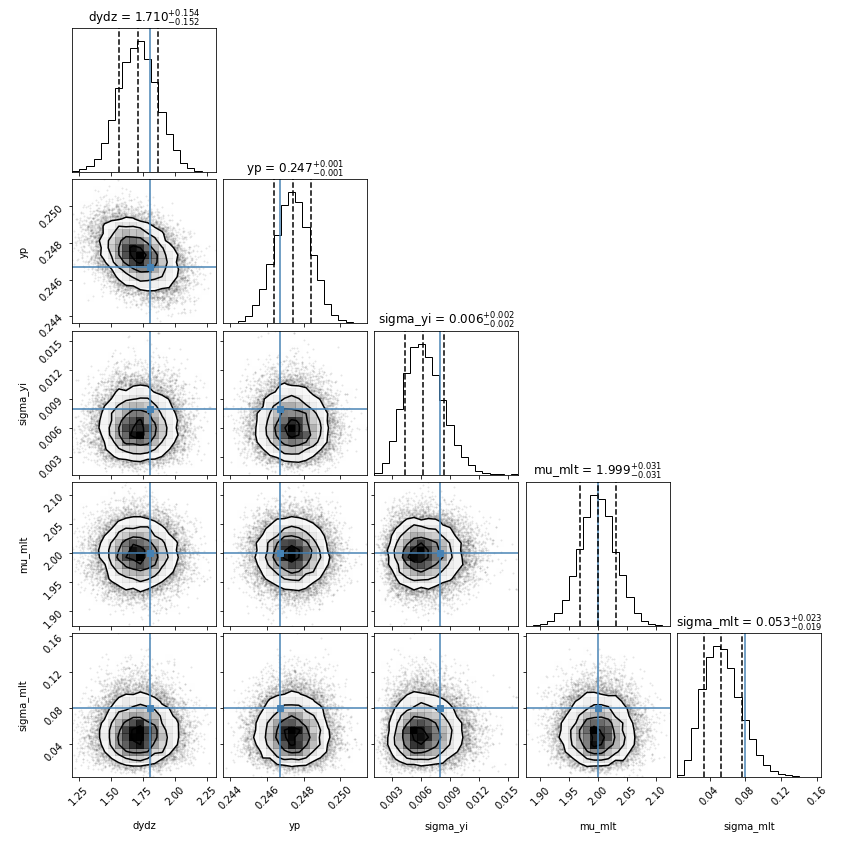 dydz = 1.710+0.154−0.152
yp = 0.247+0.001−0.001
0.250
0.248
0.246
0.244
yp
sigma_yi = 0.006+0.002−0.002
0.015
0.012
0.009
0.006
0.003
sigma_yi
mu_mlt = 1.999+0.031−0.031
2.10
2.05
2.00
1.95
1.90
mu_mlt
sigma_mlt = 0.053+0.023−0.019
0.16
0.12
0.08
0.04
sigma_mlt
1.25 1.50 1.75 2.00 2.25 0.244 0.246 0.248 0.250 0.003 0.006 0.009 0.012 0.015 1.90 1.95 2.00 2.05 2.10 0.04 0.08 0.12 0.16
dydz yp sigma_yi mu_mlt sigma_mlt